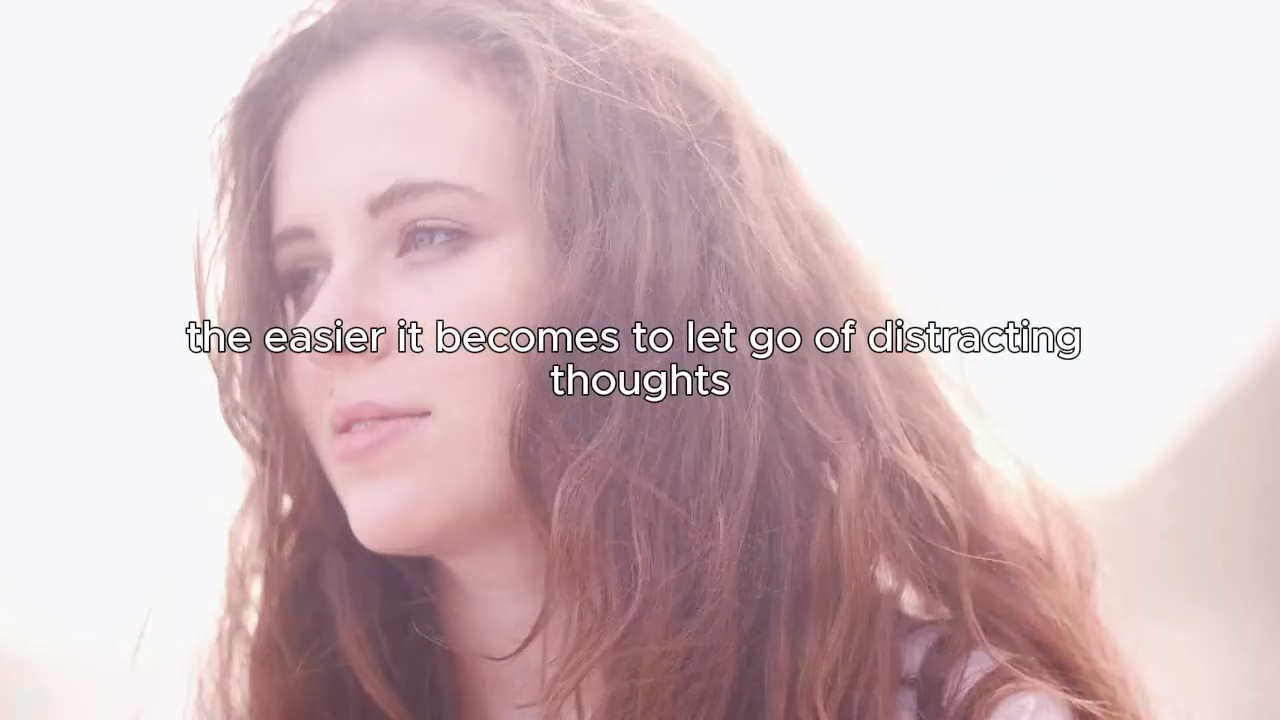 the easier it becomes to let go of distracting
thoughts